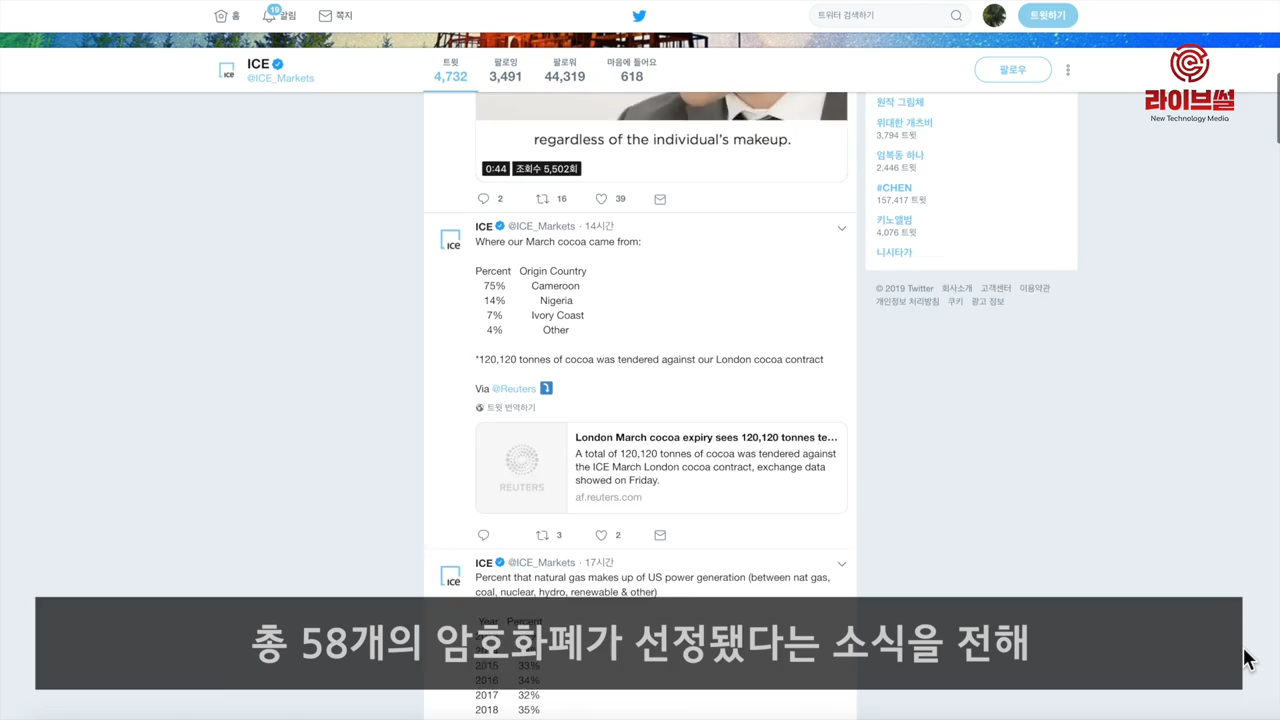 홈
19
알림
쪽지
트위터 검색하기
트윗하기
ice
ICE
@ICE_Markets
트윗
4,732
팔로잉
3,491
팔로워
44,319
마음에 들어요
618
팔로우
라이브썰
New Technology Media
regardless of the individual's makeup.
0:44 조회수 5,502회
2 16 39
ice
ICE @ICE_Markets · 14시간
Where our March cocoa came from:
Percent Origin Country
75% Cameroon
14% Nigeria
7% Ivory Coast
4% Other
*120,120 tonnes of cocoa was tendered against our London cocoa contract
Via @Reuters
트윗 번역하기
REUTERS
London March cocoa expiry sees 120,120 tonnes te...
A total of 120,120 tonnes of cocoa was tendered against
the ICE March London cocoa contract, exchange data
showed on Friday.
af.reuters.com
3 2
ice
ICE @ICE_Markets · 17시간
Percent that natural gas makes up of US power generation (between nat gas,
coal, nuclear, hydro, renewable & other)
Year Percent
2015 33%
2016 34%
2017 32%
2018 35%
원작 그림체
위대한 개츠비
3,794 트윗
엄복동 하나
2,446 트윗
#CHEN
157,417 트윗
키노앨범
4,076 트윗
니시타가
© 2019 Twitter 회사소개 고객센터 이용약관
개인정보 처리방침 쿠키 광고 정보
총 58개의 암호화폐가 선정됐다는 소식을 전해